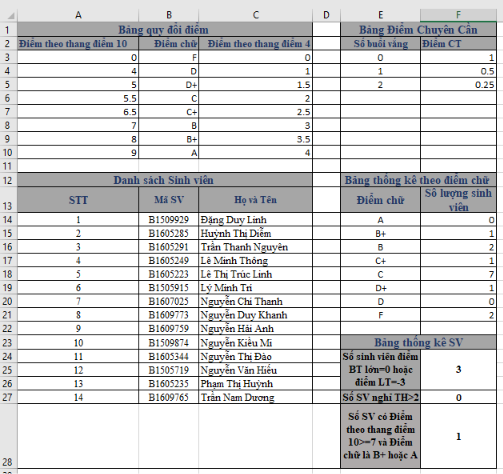 A B C D E F
1 Bảng quy đổi điểm Bảng Điểm Chuyên Cần
2 Điểm theo thang điểm 10 Điểm chữ Điểm theo thang điểm 4 Số buổi vắng Điểm CT
3 0 F 0 0 1
4 4 D 1 1 0.5
5 5 D+ 1.5 2 0.25
6 5.5 C 2
7 6.5 C+ 2.5
8 7 B 3
9 8 B+ 3.5
10 9 A 4
11
12 Danh sách Sinh viên Bảng thống kê theo điểm chữ
13 STT Mã SV Họ và Tên Điểm chữ Số lượng sinh viên
14 1 B1509929 Đặng Duy Linh A 0
15 2 B1605285 Huỳnh Thị Diễm B+ 1
16 3 B1605291 Trần Thanh Nguyên B 2
17 4 B1605249 Lê Minh Thông C+ 1
18 5 B1605223 Lê Thị Trúc Linh C 7
19 6 B1505915 Lý Minh Trí D+ 1
20 7 B1607025 Nguyễn Chí Thanh D 0
21 8 B1609773 Nguyễn Duy Khanh F 2
22 9 B1609759 Nguyễn Hải Anh
23 10 B1509874 Nguyễn Kiều Mi Bảng thống kê SV
24 11 B1605344 Nguyễn Thị Đào Số sinh viên điểm
25 12 B1505719 Nguyễn Văn Hiếu BT lớn=0 hoặc 3
26 13 B1605235 Phạm Thị Huỳnh điểm LT=-3
27 14 B1609765 Trần Nam Dương Số SV nghỉ TH>2 0
Số SV có Điểm
theo thang điểm
10>=7 và Điểm 1
chữ là B+ hoặc A
28